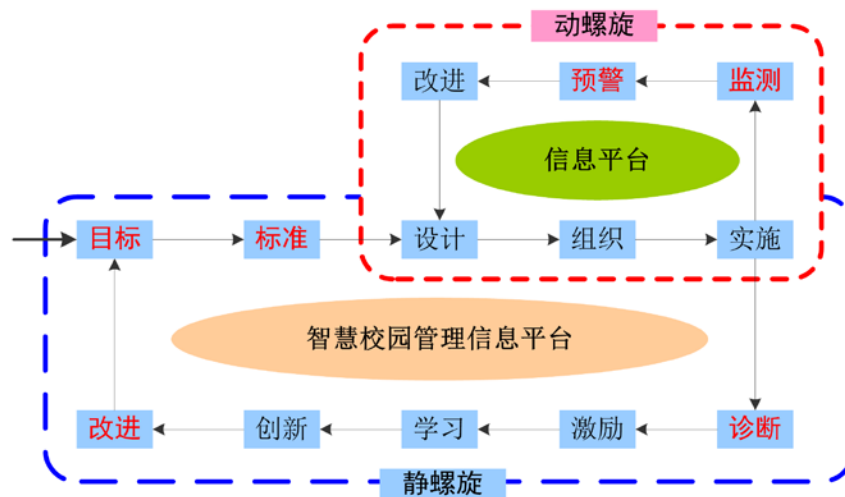 动螺旋
改进
预警
监测
信息平台
目标
标准
设计
组织
实施
智慧校园管理信息平台
改进
创新
学习
激励
诊断
静螺旋